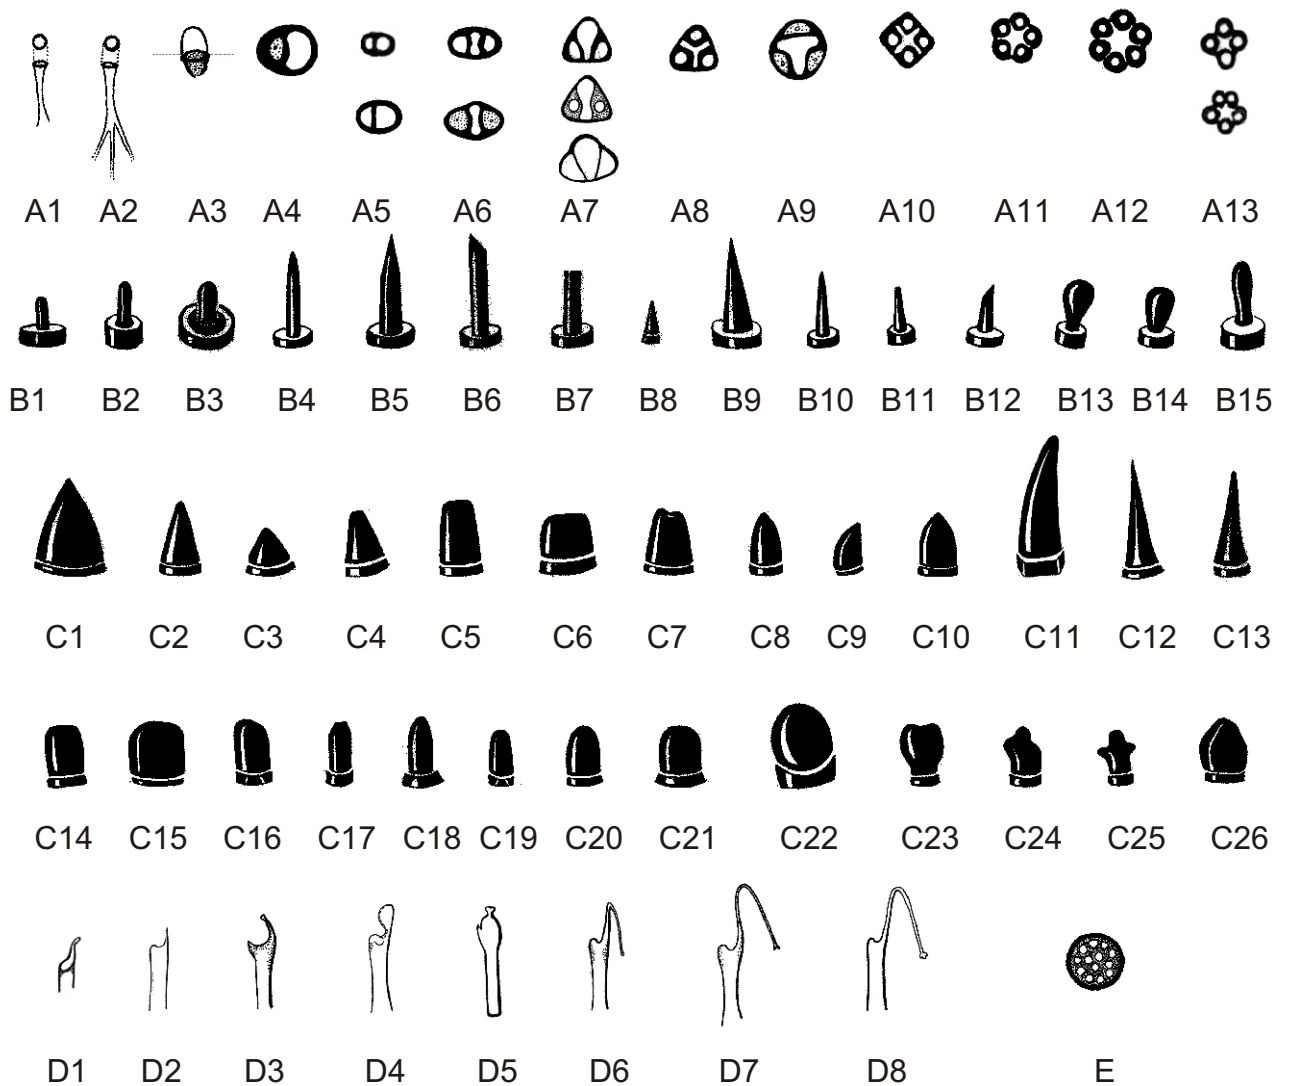 A1 A2 A3 A4 A5 A6 A7 A8 A9 A10 A11 A12 A13
B1 B2 B3 B4 B5 B6 B7 B8 B9 B10 B11 B12 B13 B14 B15
C1 C2 C3 C4 C5 C6 C7 C8 C9 C10 C11 C12 C13
C14 C15 C16 C17 C18 C19 C20 C21 C22 C23 C24 C25 C26
D1 D2 D3 D4 D5 D6 D7 D8 E